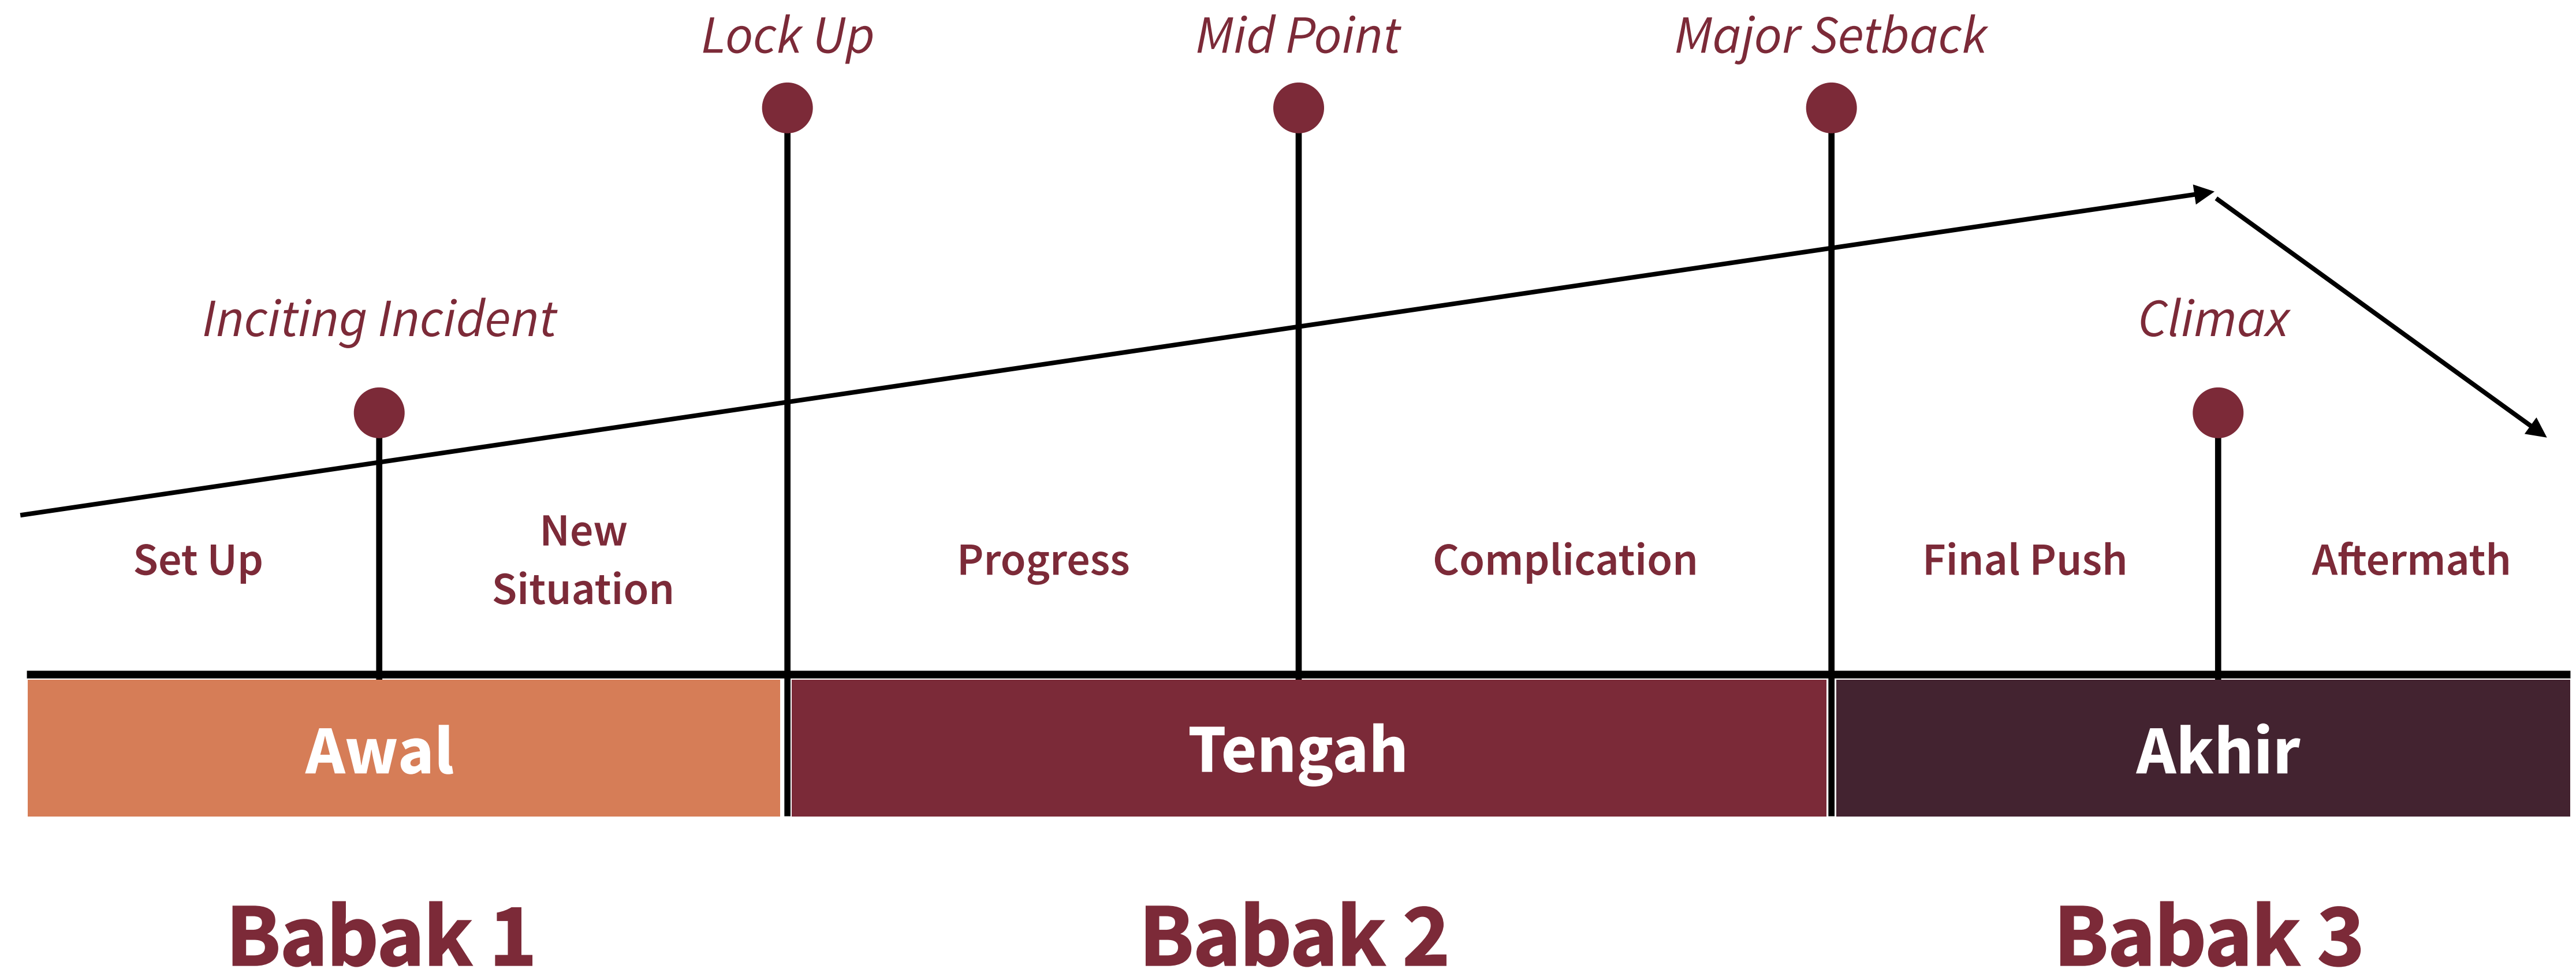 Lock Up
Mid Point
Major Setback
Inciting Incident
Climax
Set Up
New
Situation
Progress
Complication
Final Push
Aftermath
Awal
Tengah
Akhir
Babak 1
Babak 2
Babak 3